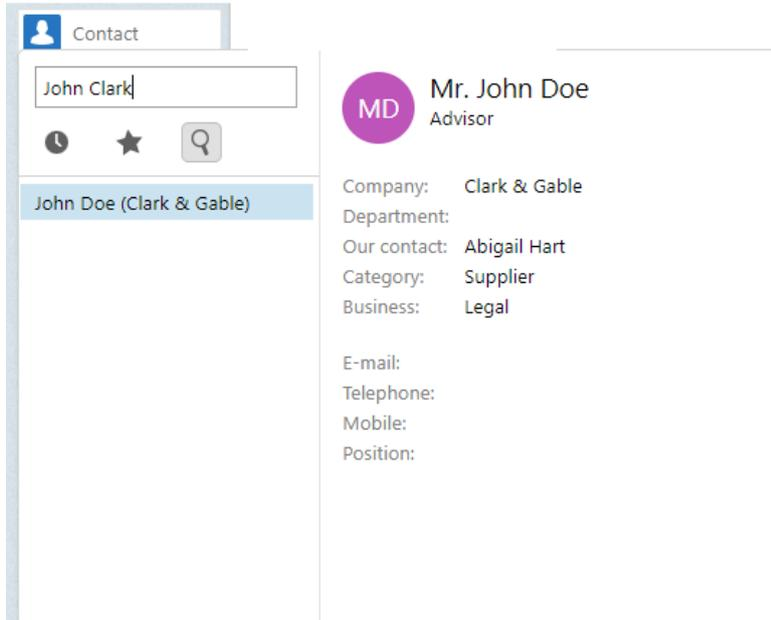 Contact
John Clark
John Doe (Clark & Gable)
MD
Mr. John Doe
Advisor
Company: Clark & Gable
Department:
Our contact: Abigail Hart
Category: Supplier
Business: Legal
E-mail:
Telephone:
Mobile:
Position: